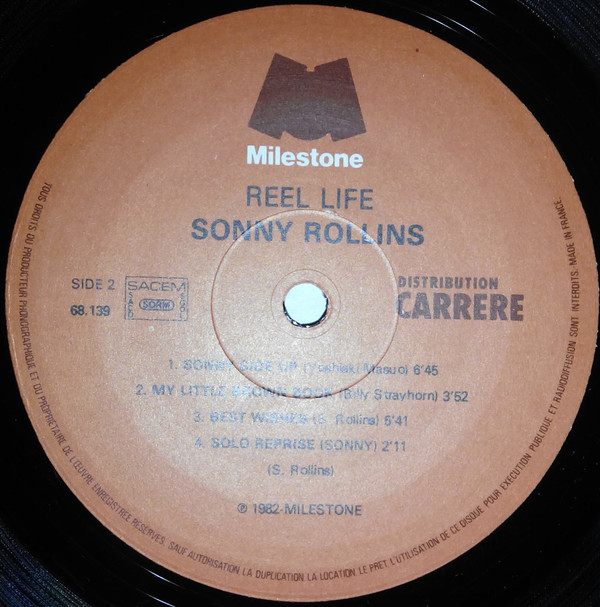 Milestone
REEL LIFE
SONNY ROLLINS
SIDE 2
68.139
SACEM
SACD
SDRM
SGDL
DISTRIBUTION
CARRERE
1. SONNY SIDE UP (Yoshiaki Masuo) 6'45
2. MY LITTLE BROWN BOOK (Billy Strayhorn) 3'52
3. BEST WISHES (S. Rollins) 5'41
4. SOLO REPRISE (SONNY) 2'11
(S. Rollins)
℗ 1982-MILESTONE
TOUS DROITS DU PRODUCTEUR PHONOGRAPHIQUE ET DU PROPRIETAIRE DE L'ŒUVRE ENREGISTREE RESERVES. SAUF AUTORISATION, LA DUPLICATION, LA LOCATION, LE PRET, L'UTILISATION DE CE DISQUE POUR EXECUTION PUBLIQUE ET RADIODIFFUSION SONT INTERDITS. MADE IN FRANCE.